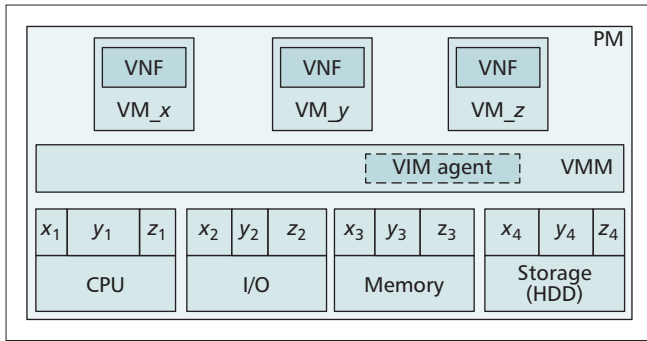 PM
VNF VNF VNF
VM_x VM_y VM_z
VIM agent VMM
x1 y1 z1 x2 y2 z2 x3 y3 z3 x4 y4 z4
CPU I/O Memory Storage
(HDD)